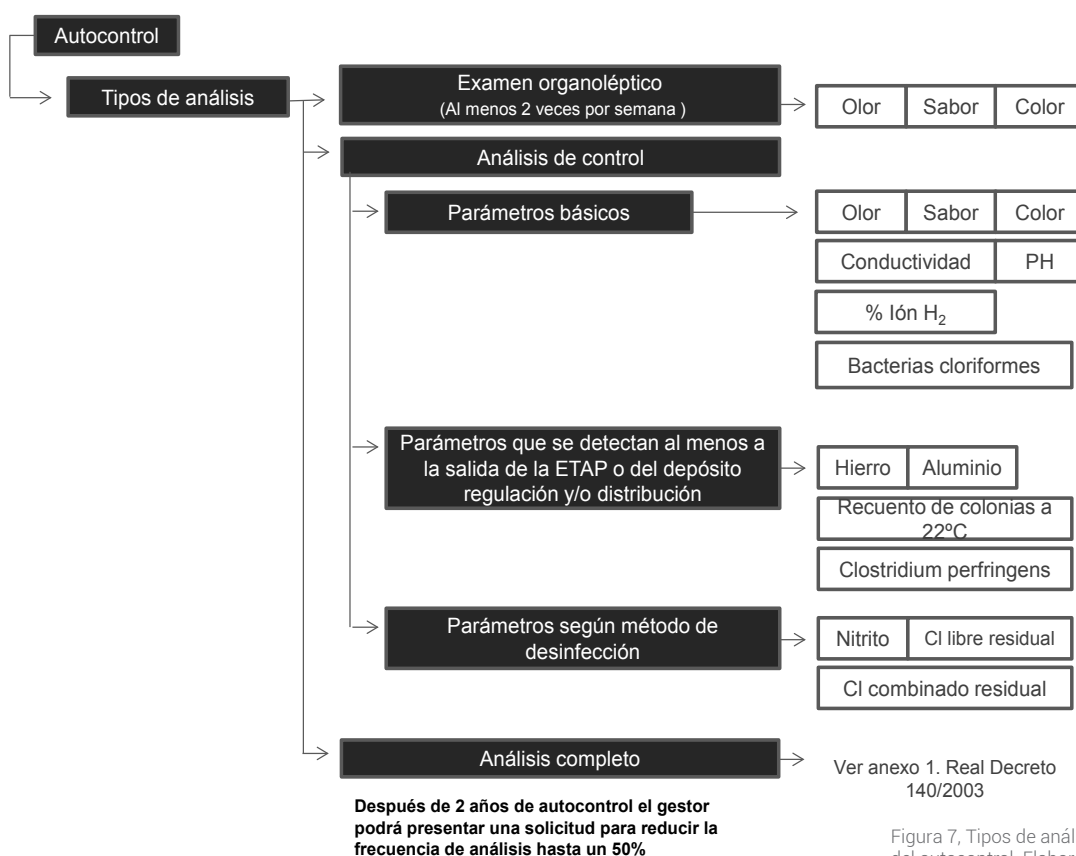 Autocontrol
Tipos de análisis
Examen organoléptico
(Al menos 2 veces por semana )
Olor Sabor Color
Análisis de control
Parámetros básicos
Olor Sabor Color
Conductividad PH
% Ión H₂
Bacterias cloriformes
Parámetros que se detectan al menos a
la salida de la ETAP o del depósito
regulación y/o distribución
Hierro Aluminio
Recuento de colonias a
22ºC
Clostridium perfringens
Parámetros según método de
desinfección
Nitrito Cl libre residual
Cl combinado residual
Análisis completo
Ver anexo 1. Real Decreto
140/2003
Después de 2 años de autocontrol el gestor
podrá presentar una solicitud para reducir la
frecuencia de análisis hasta un 50%
Figura 7, Tipos de